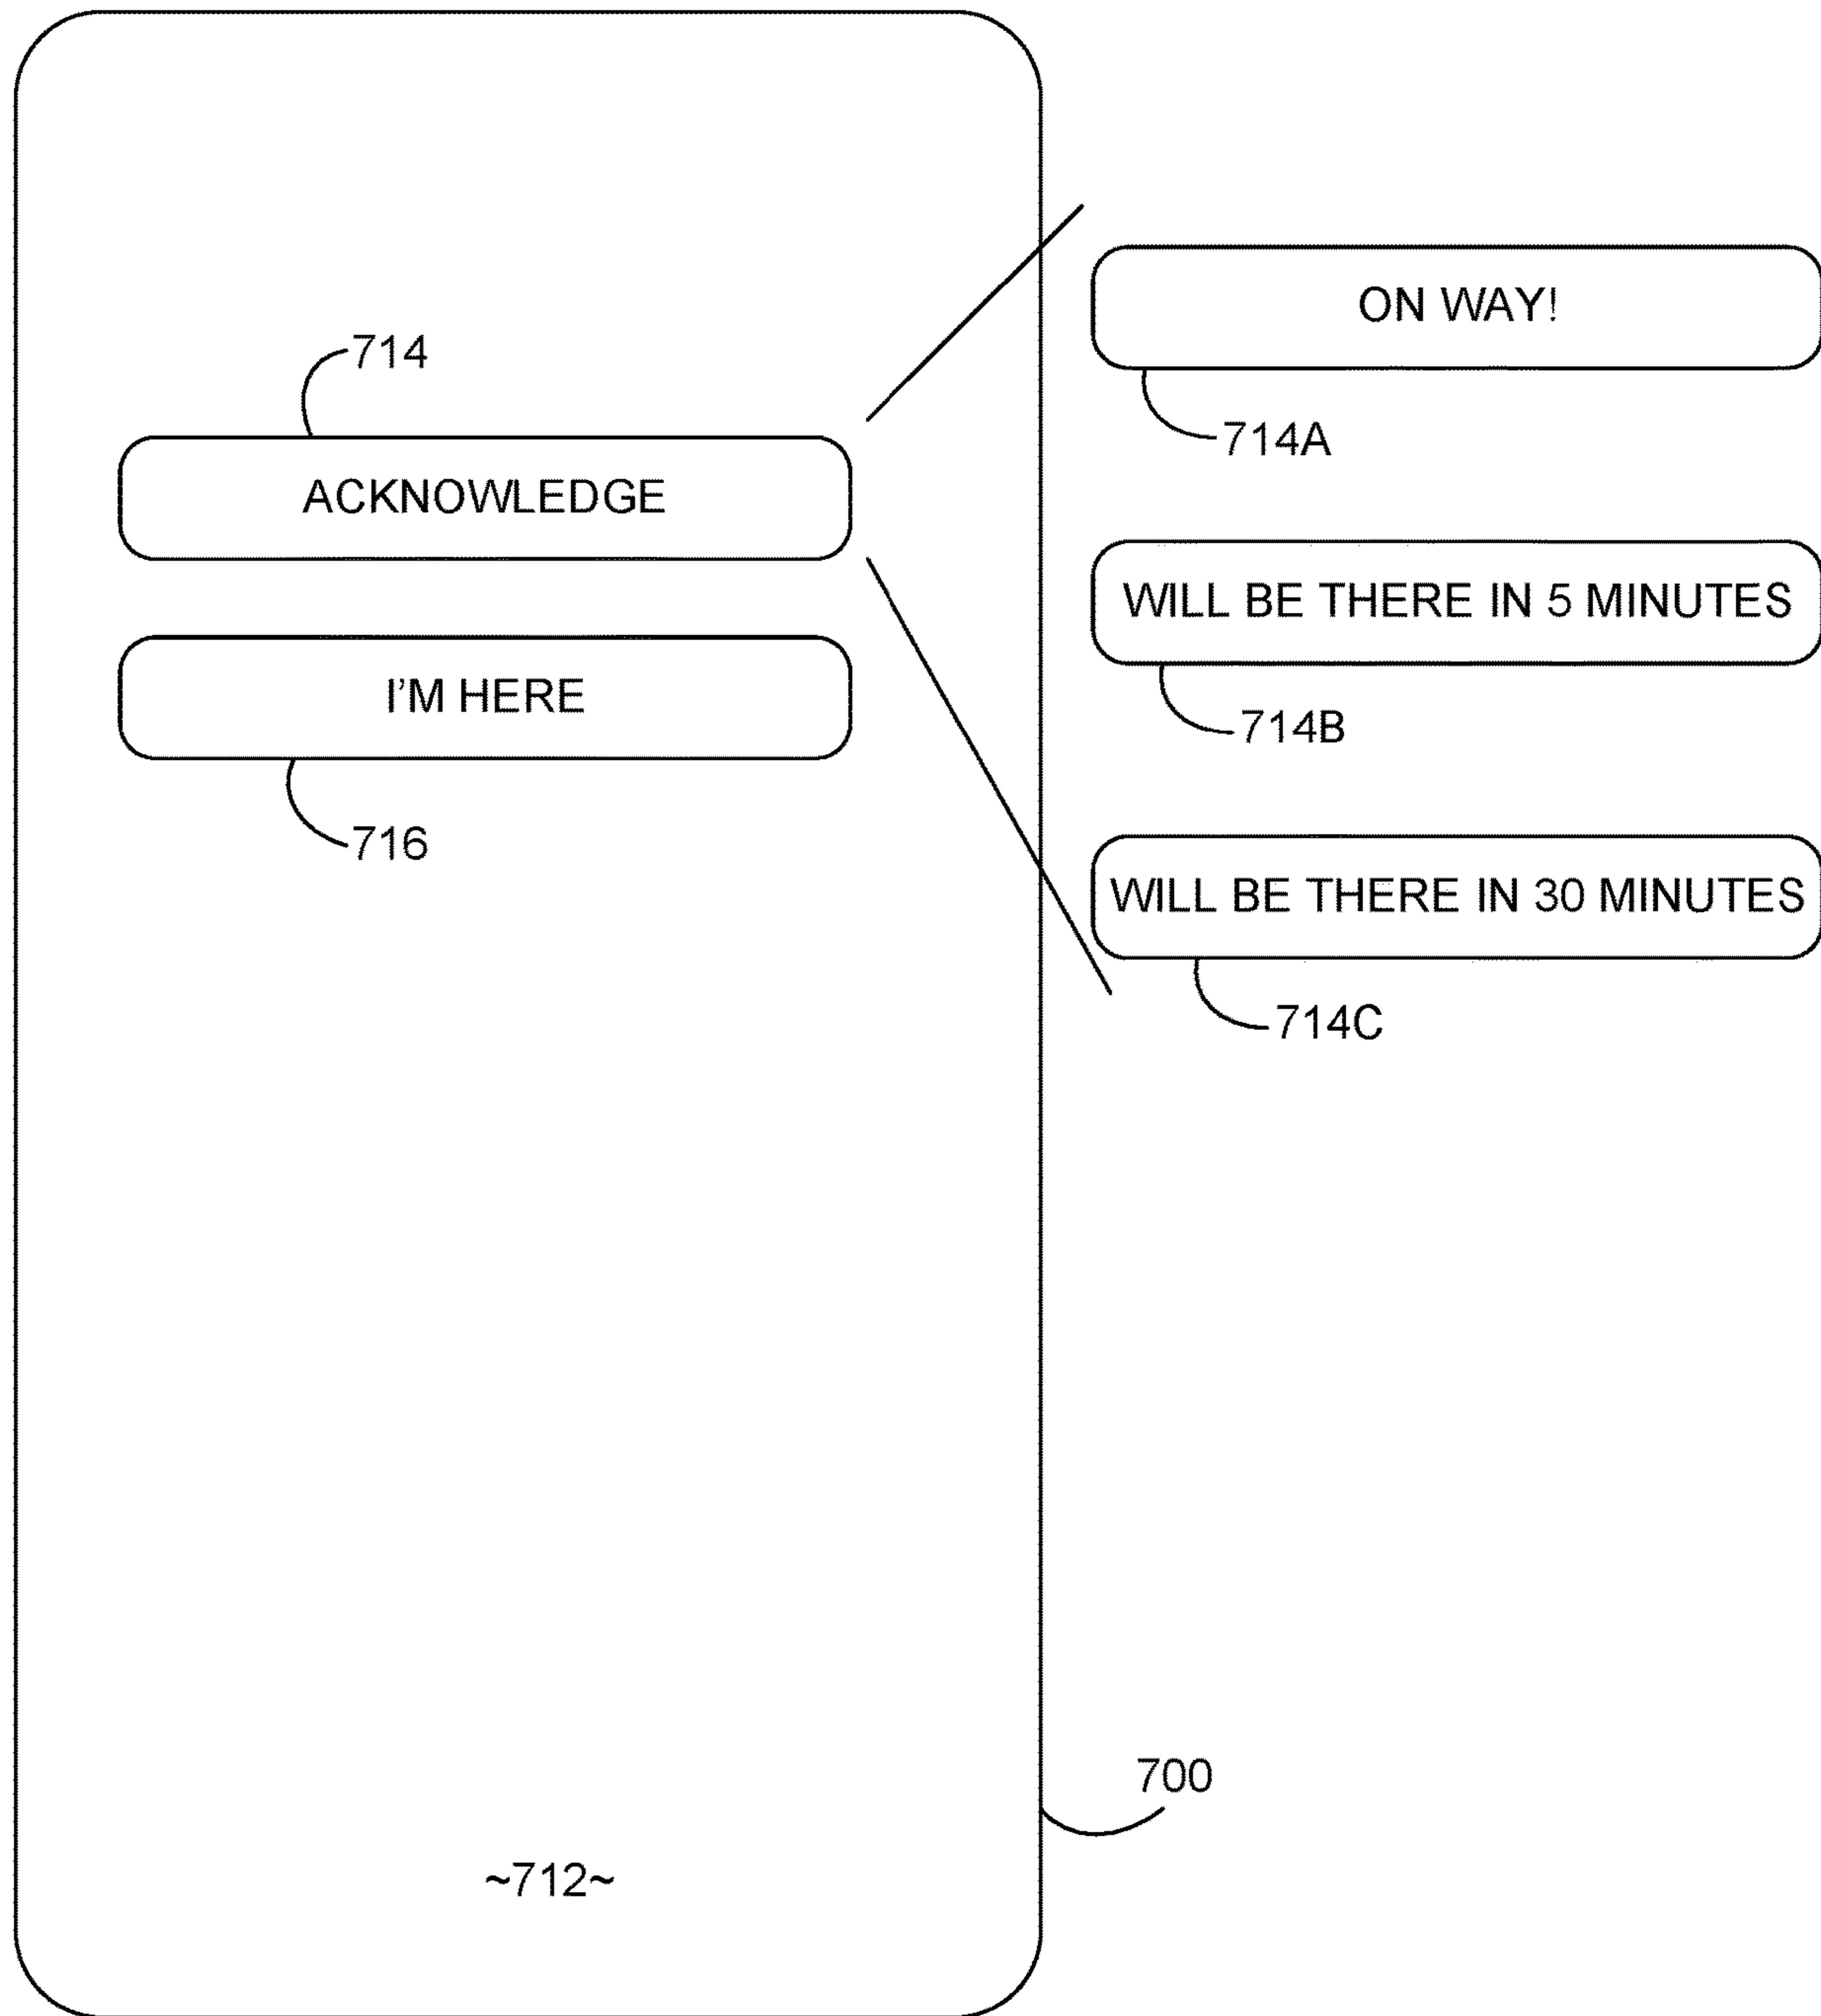 ON WAY!
714
714A
ACKNOWLEDGE
WILL BE THERE IN 5 MINUTES
I'M HERE
714B
716
WILL BE THERE IN 30 MINUTES
714C
700
~712~